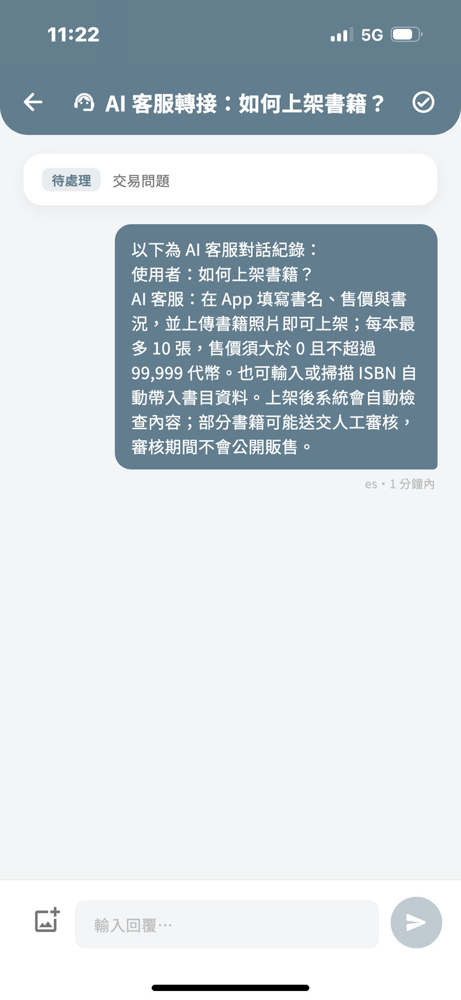 11:22
5G
AI 客服轉接：如何上架書籍？
待處理 交易問題
以下為 AI 客服對話紀錄：
使用者：如何上架書籍？
AI 客服：在 App 填寫書名、售價與書
況，並上傳書籍照片即可上架；每本最
多 10 張，售價須大於 0 且不超過
99,999 代幣。也可輸入或掃描 ISBN 自
動帶入書目資料。上架後系統會自動檢
查內容；部分書籍可能送交人工審核，
審核期間不會公開販售。
es・1 分鐘內
輸入回覆⋯